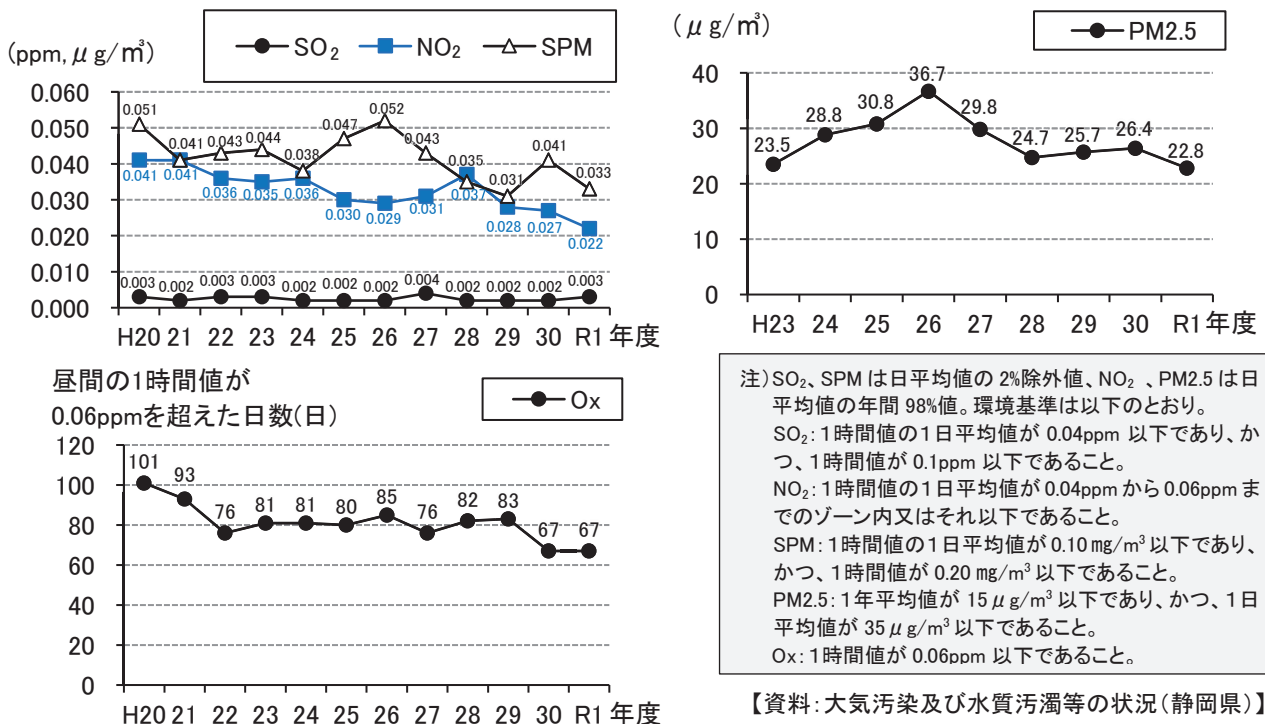 (ppm, μg/㎥)
SO₂ NO₂ SPM
0.060
0.050
0.040
0.030
0.020
0.010
0.000
0.051 0.041 0.043 0.044 0.038 0.047 0.052 0.043 0.035 0.031 0.041 0.033
0.041 0.041 0.036 0.035 0.036 0.030 0.029 0.031 0.037 0.028 0.027 0.022
0.003 0.002 0.003 0.003 0.002 0.002 0.002 0.004 0.002 0.002 0.002 0.003
H20 21 22 23 24 25 26 27 28 29 30 R1 年度
(μg/㎥)
PM2.5
40
30
20
10
0
23.5 28.8 30.8 36.7 29.8 24.7 25.7 26.4 22.8
H23 24 25 26 27 28 29 30 R1 年度
昼間の1時間値が
0.06ppmを超えた日数(日)
Ox
120
100
80
60
40
20
0
101 93 76 81 81 80 85 76 82 83 67 67
H20 21 22 23 24 25 26 27 28 29 30 R1 年度
注)SO₂、SPM は日平均値の 2%除外値、NO₂ 、PM2.5 は日
平均値の年間 98%値。環境基準は以下のとおり。
SO₂:1時間値の1日平均値が 0.04ppm 以下であり、か
つ、1時間値が 0.1ppm 以下であること。
NO₂:1時間値の1日平均値が 0.04ppm から 0.06ppm ま
でのゾーン内又はそれ以下であること。
SPM:1時間値の1日平均値が 0.10 ㎎/m³ 以下であり、
かつ、1時間値が 0.20 ㎎/m³ 以下であること。
PM2.5:1年平均値が 15μg/m³ 以下であり、かつ、1日
平均値が 35μg/m³ 以下であること。
Ox:1時間値が 0.06ppm 以下であること。
【資料:大気汚染及び水質汚濁等の状況(静岡県)】